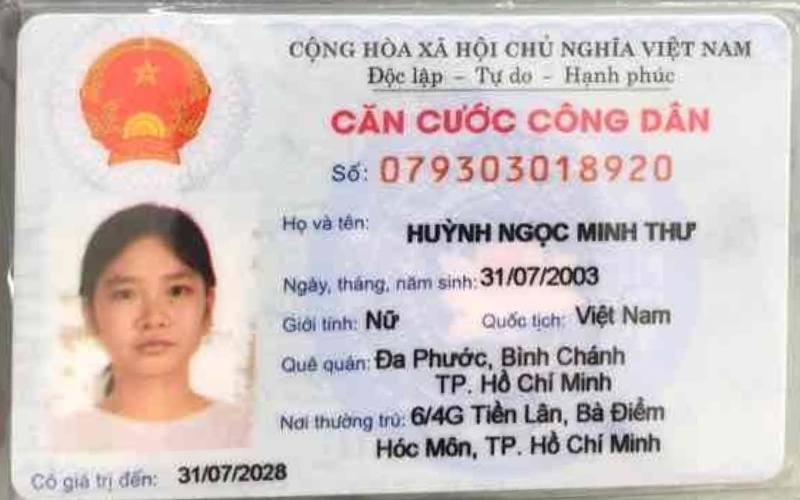 CỘNG HÒA XÃ HỘI CHỦ NGHĨA VIỆT NAM
Độc lập - Tự do - Hạnh phúc
CĂN CƯỚC CÔNG DÂN
Số: 079303018920
Họ và tên: HUỲNH NGỌC MINH THƯ
Ngày, tháng, năm sinh: 31/07/2003
Giới tính: Nữ Quốc tịch: Việt Nam
Quê quán: Đa Phước, Bình Chánh
TP. Hồ Chí Minh
Nơi thường trú: 6/4G Tiền Lân, Bà Điểm
Hóc Môn, TP. Hồ Chí Minh
Có giá trị đến: 31/07/2028